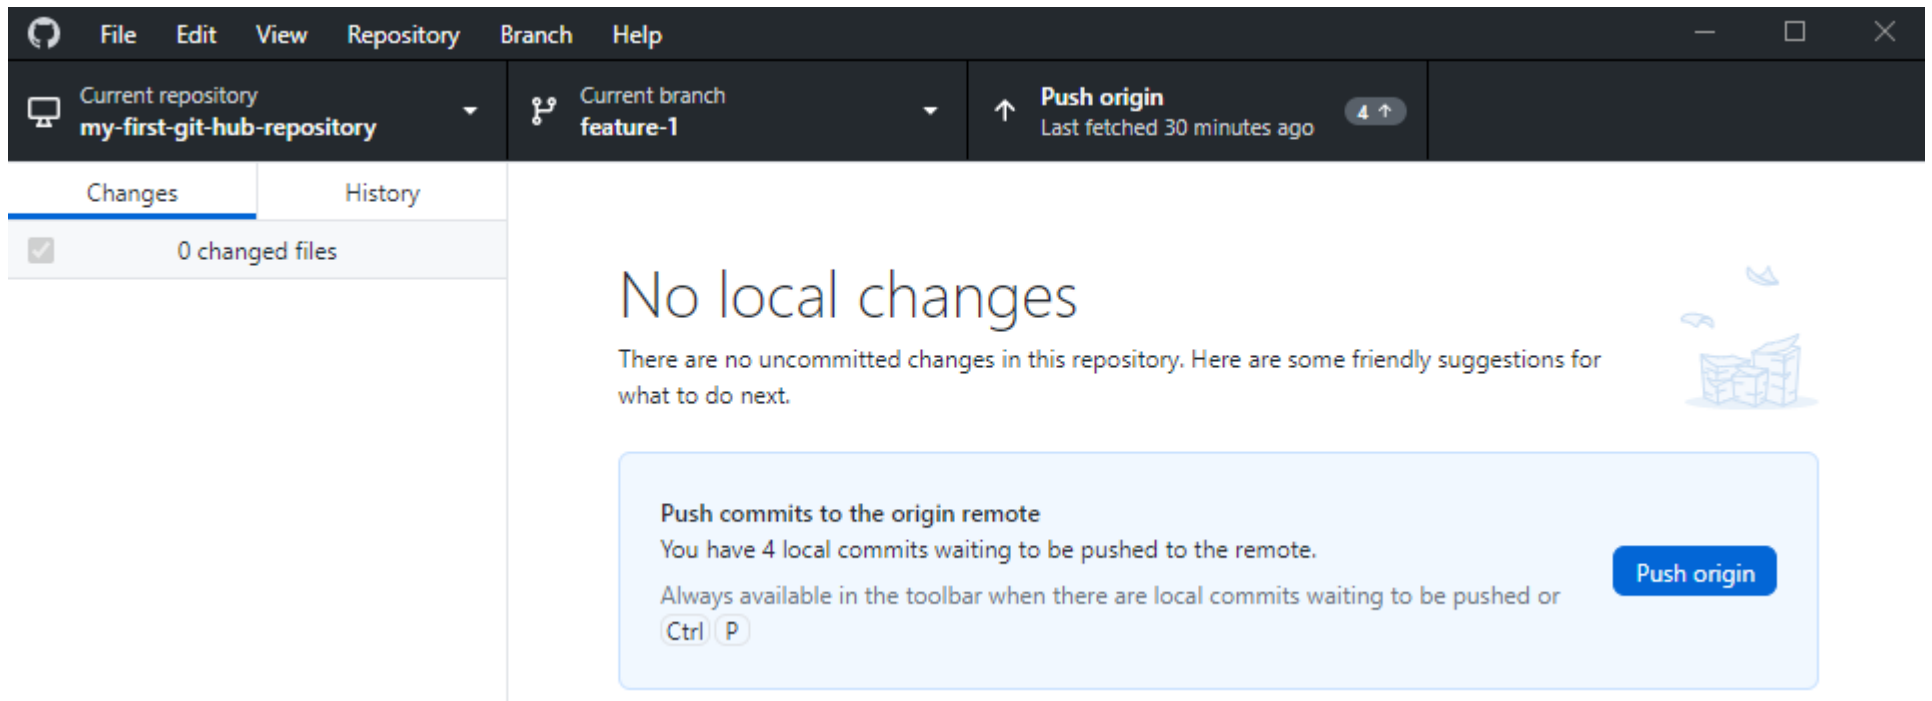 File Edit View Repository Branch Help
Current repository
my-first-git-hub-repository
Current branch
feature-1
Push origin
Last fetched 30 minutes ago
4
Changes History
0 changed files
No local changes
There are no uncommitted changes in this repository. Here are some friendly suggestions for
what to do next.
Push commits to the origin remote
You have 4 local commits waiting to be pushed to the remote.
Always available in the toolbar when there are local commits waiting to be pushed or
Ctrl P
Push origin